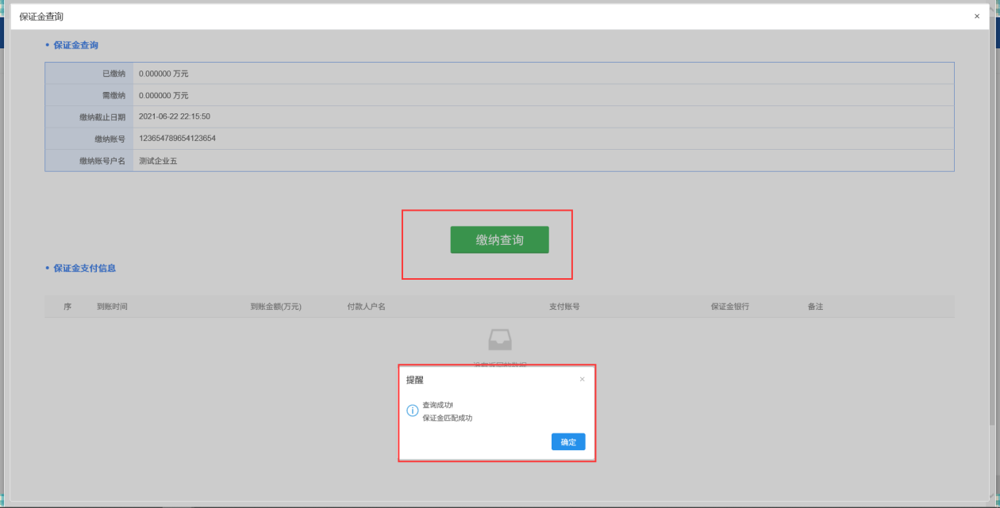 保证金查询 ×
• 保证金查询
已缴纳 0.000000 万元
需缴纳 0.000000 万元
缴纳截止日期 2021-06-22 22:15:50
缴纳账号 123654789654123654
缴纳账号户名 测试企业五
缴纳查询
• 保证金支付信息
序 到账时间 到账金额(万元) 付款人户名 支付账号 保证金银行 备注
提醒 ×
查询成功!
保证金匹配成功
确定